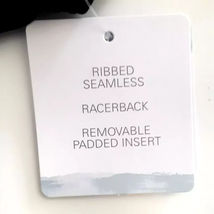 RIBBED
SEAMLESS
RACERBACK
REMOVABLE
PADDED INSERT